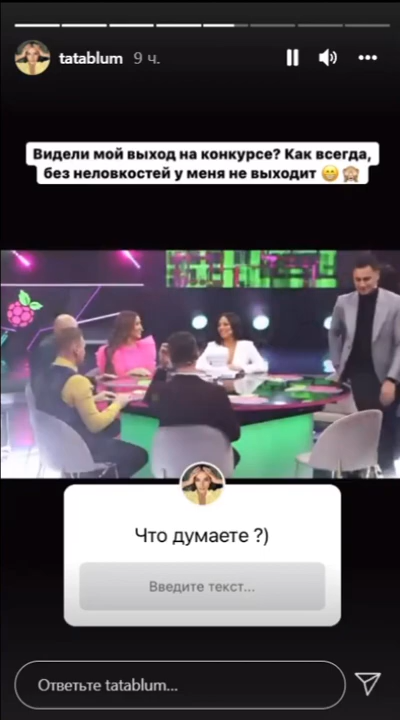 tatablum 9 ч.
Видели мой выход на конкурсе? Как всегда,
без неловкостей у меня не выходит 😁🙈
Что думаете ?)
Введите текст...
Ответьте tatablum...